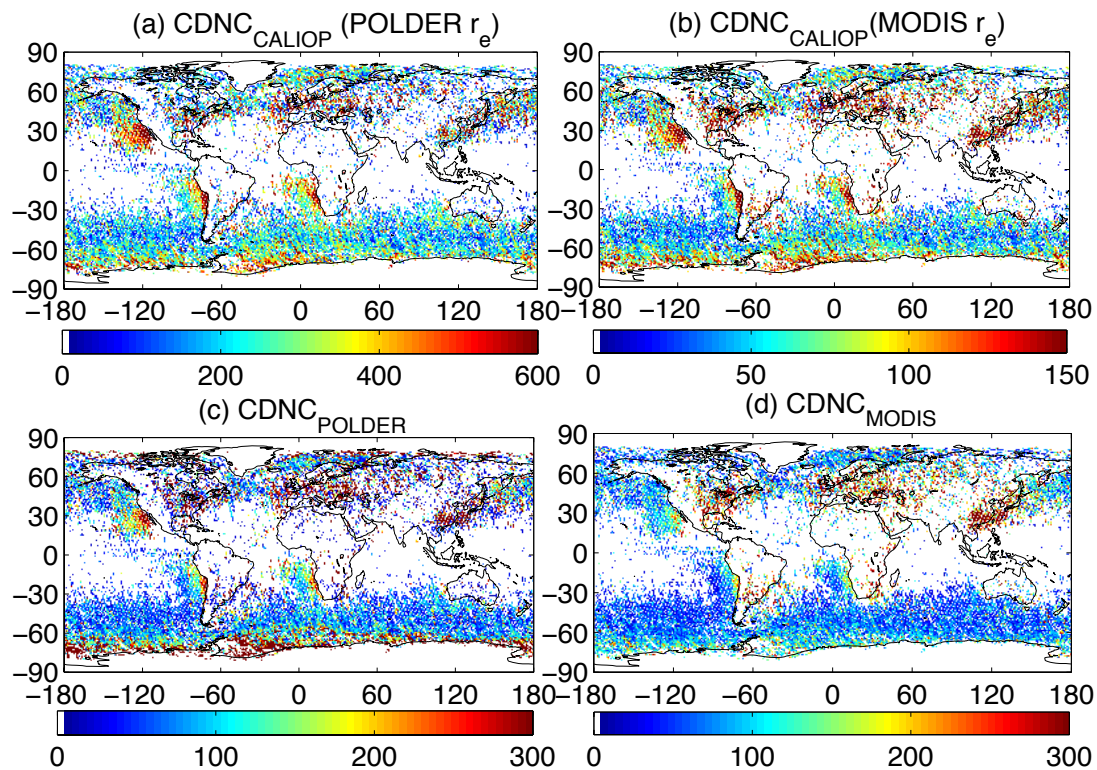 (a) CDNC_CALIOP (POLDER r_e)
(b) CDNC_CALIOP(MODIS r_e)
90
60
30
0
−30
−60
−90
−180 −120 −60 0 60 120 180
90
60
30
0
−30
−60
−90
−180 −120 −60 0 60 120 180
0 200 400 600
0 50 100 150
(c) CDNC_POLDER
(d) CDNC_MODIS
90
60
30
0
−30
−60
−90
−180 −120 −60 0 60 120 180
90
60
30
0
−30
−60
−90
−180 −120 −60 0 60 120 180
0 100 200 300
0 100 200 300